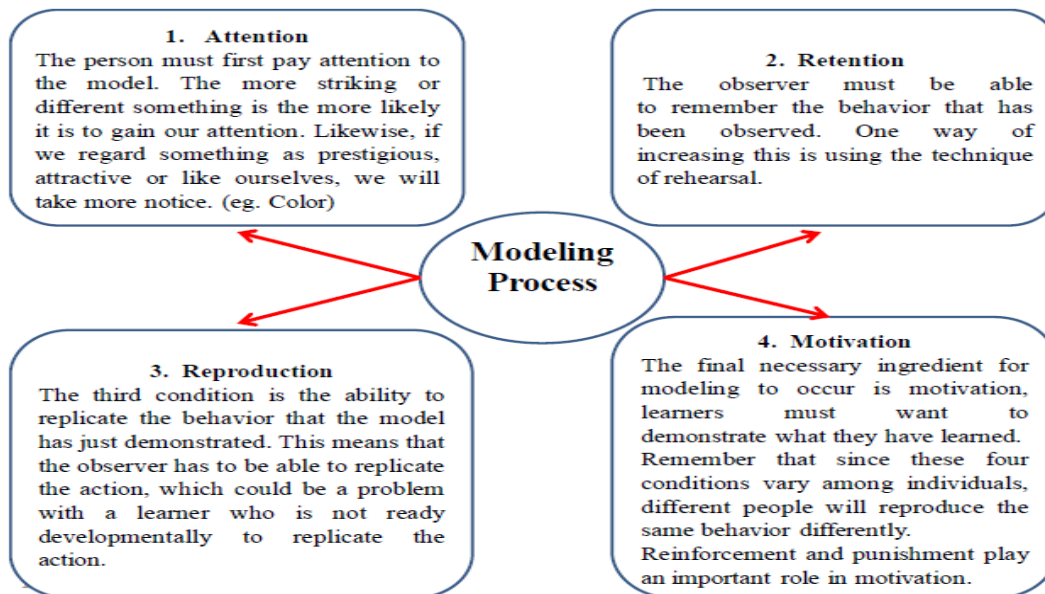 1. Attention
The person must first pay attention to
the model. The more striking or
different something is the more likely
it is to gain our attention. Likewise, if
we regard something as prestigious,
attractive or like ourselves, we will
take more notice. (eg. Color)
2. Retention
The observer must be able
to remember the behavior that has
been observed. One way of
increasing this is using the technique
of rehearsal.
Modeling
Process
3. Reproduction
The third condition is the ability to
replicate the behavior that the model
has just demonstrated. This means that
the observer has to be able to replicate
the action, which could be a problem
with a learner who is not ready
developmentally to replicate the
action.
4. Motivation
The final necessary ingredient for
modeling to occur is motivation,
learners must want to
demonstrate what they have learned.
Remember that since these four
conditions vary among individuals,
different people will reproduce the
same behavior differently.
Reinforcement and punishment play
an important role in motivation.